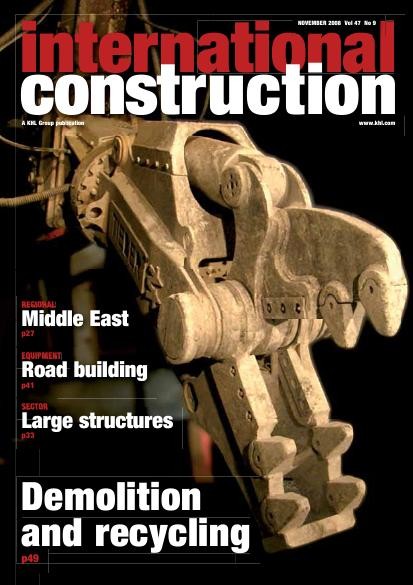 NOVEMBER 2008 Vol 47 No 9
international
construction
A KHL Group publication
www.khl.com
REGIONAL
Middle East
p27
EQUIPMENT
Road building
p41
SECTOR
Large structures
p33
Demolition
and recycling
p49